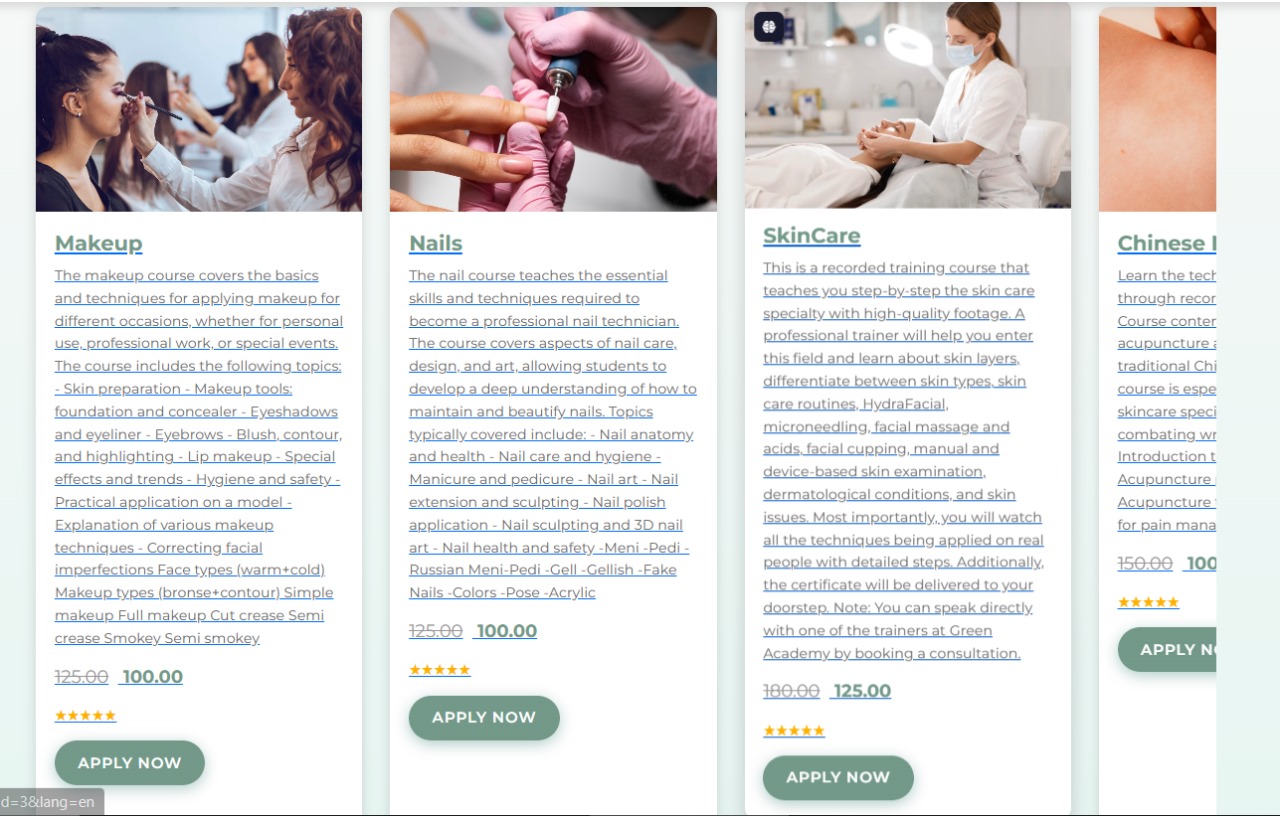 Makeup
The makeup course covers the basics
and techniques for applying makeup for
different occasions, whether for personal
use, professional work, or special events.
The course includes the following topics:
- Skin preparation - Makeup tools:
foundation and concealer - Eyeshadows
and eyeliner - Eyebrows - Blush, contour,
and highlighting - Lip makeup - Special
effects and trends - Hygiene and safety -
Practical application on a model -
Explanation of various makeup
techniques - Correcting facial
imperfections Face types (warm+cold)
Makeup types (bronse+contour) Simple
makeup Full makeup Cut crease Semi
crease Smokey Semi smokey
125.00 100.00
★★★★★
APPLY NOW
Nails
The nail course teaches the essential
skills and techniques required to
become a professional nail technician.
The course covers aspects of nail care,
design, and art, allowing students to
develop a deep understanding of how to
maintain and beautify nails. Topics
typically covered include: - Nail anatomy
and health - Nail care and hygiene -
Manicure and pedicure - Nail art - Nail
extension and sculpting - Nail polish
application - Nail sculpting and 3D nail
art - Nail health and safety -Meni -Pedi -
Russian Meni-Pedi -Gell -Gellish -Fake
Nails -Colors -Pose -Acrylic
125.00 100.00
★★★★★
APPLY NOW
SkinCare
This is a recorded training course that
teaches you step-by-step the skin care
specialty with high-quality footage. A
professional trainer will help you enter
this field and learn about skin layers,
differentiate between skin types, skin
care routines, HydraFacial,
microneedling, facial massage and
acids, facial cupping, manual and
device-based skin examination,
dermatological conditions, and skin
issues. Most importantly, you will watch
all the techniques being applied on real
people with detailed steps. Additionally,
the certificate will be delivered to your
doorstep. Note: You can speak directly
with one of the trainers at Green
Academy by booking a consultation.
180.00 125.00
★★★★★
APPLY NOW
Chinese
Learn the tech
through recor
Course conten
acupuncture
traditional Chi
course is espe
skincare speci
combating wr
Introduction t
Acupuncture
Acupuncture
for pain mana
150.00 100
★★★★★
APPLY N
d=3&lang=en